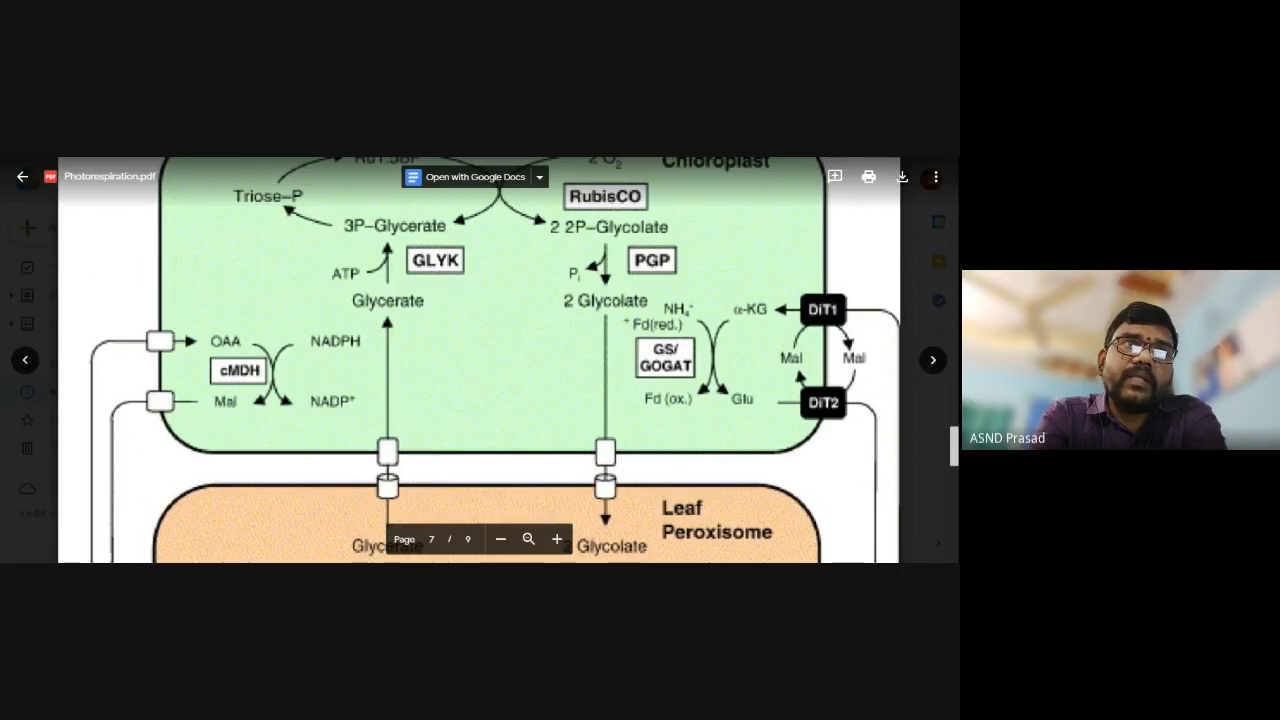 Photorespiration.pdf
Open with Google Docs
Chloroplast
Triose–P
RubisCO
3P–Glycerate
2 2P–Glycolate
GLYK
PGP
ATP
Pi
Glycerate
2 Glycolate
NH4+
α-KG
DiT1
+ Fd(red.)
OAA
NADPH
GS/
GOGAT
Mal
Mal
cMDH
Mal
NADP+
Fd (ox.)
Glu
DiT2
Leaf
Peroxisome
2 Glycolate
Page 7 / 9
ASND Prasad